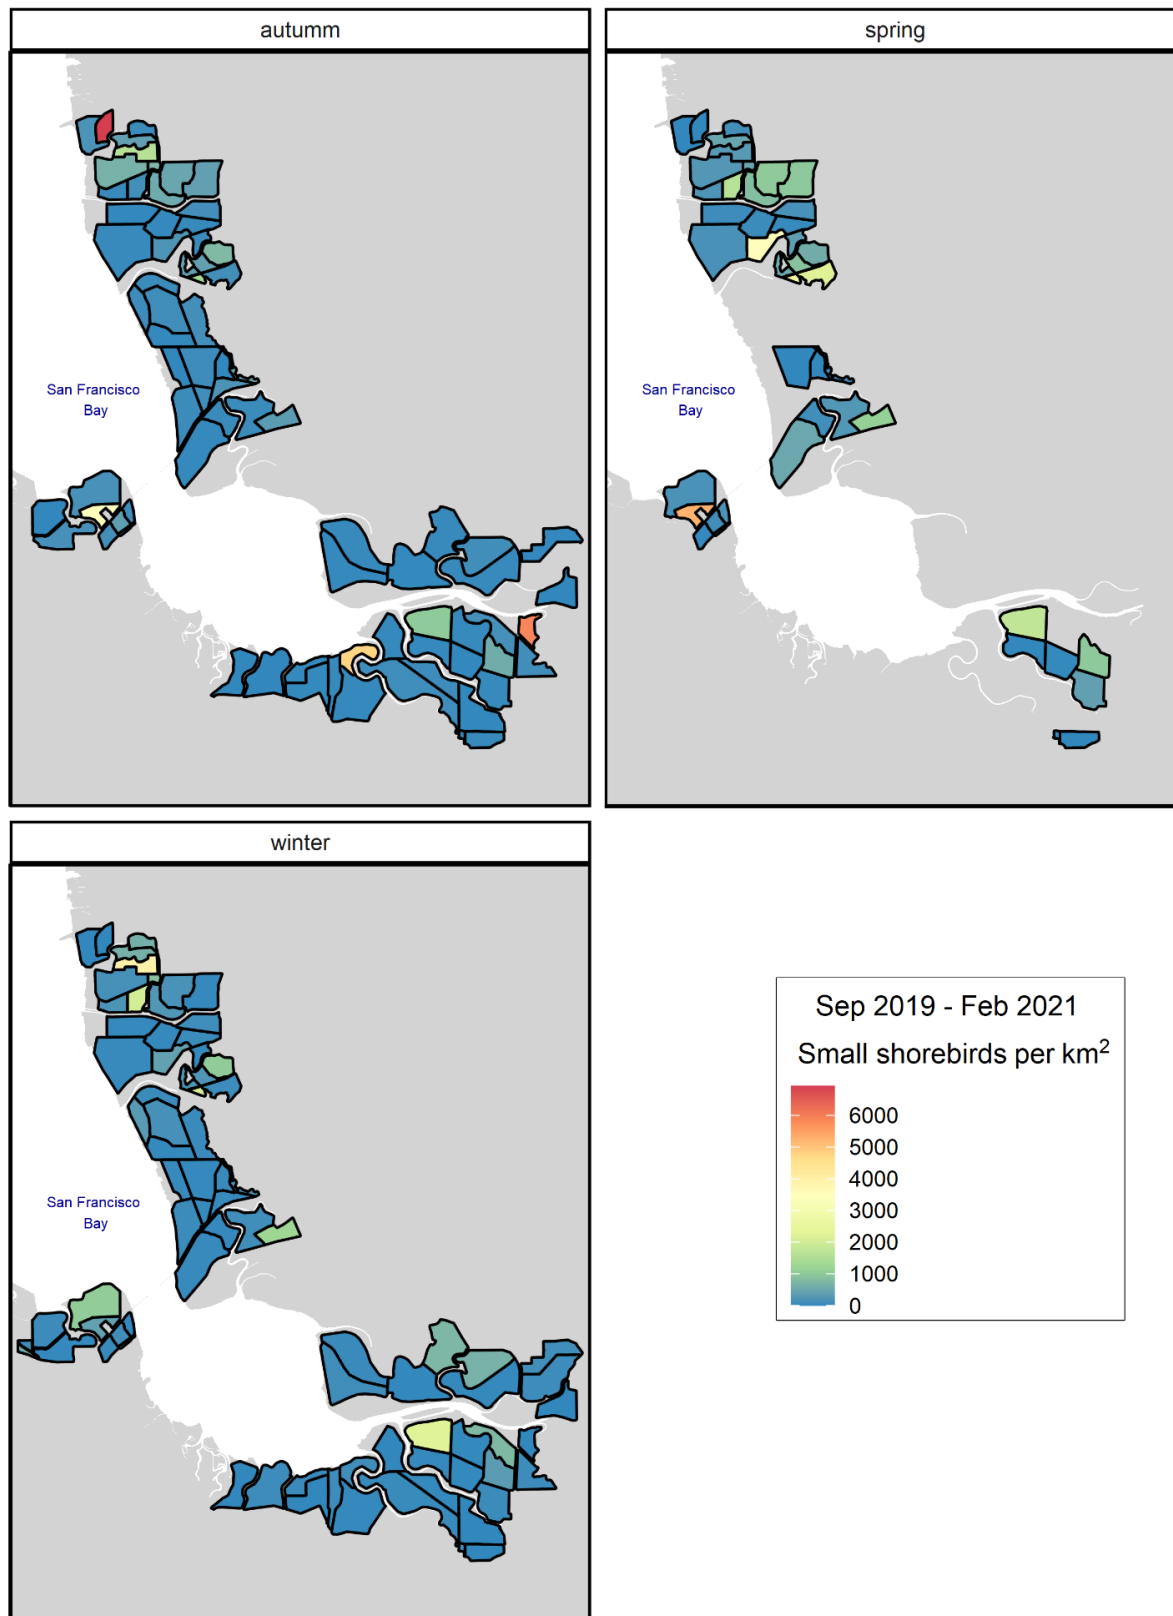 autumm
spring
San Francisco
Bay
San Francisco
Bay
winter
San Francisco
Bay
Sep 2019 - Feb 2021
Small shorebirds per km²
6000
5000
4000
3000
2000
1000
0